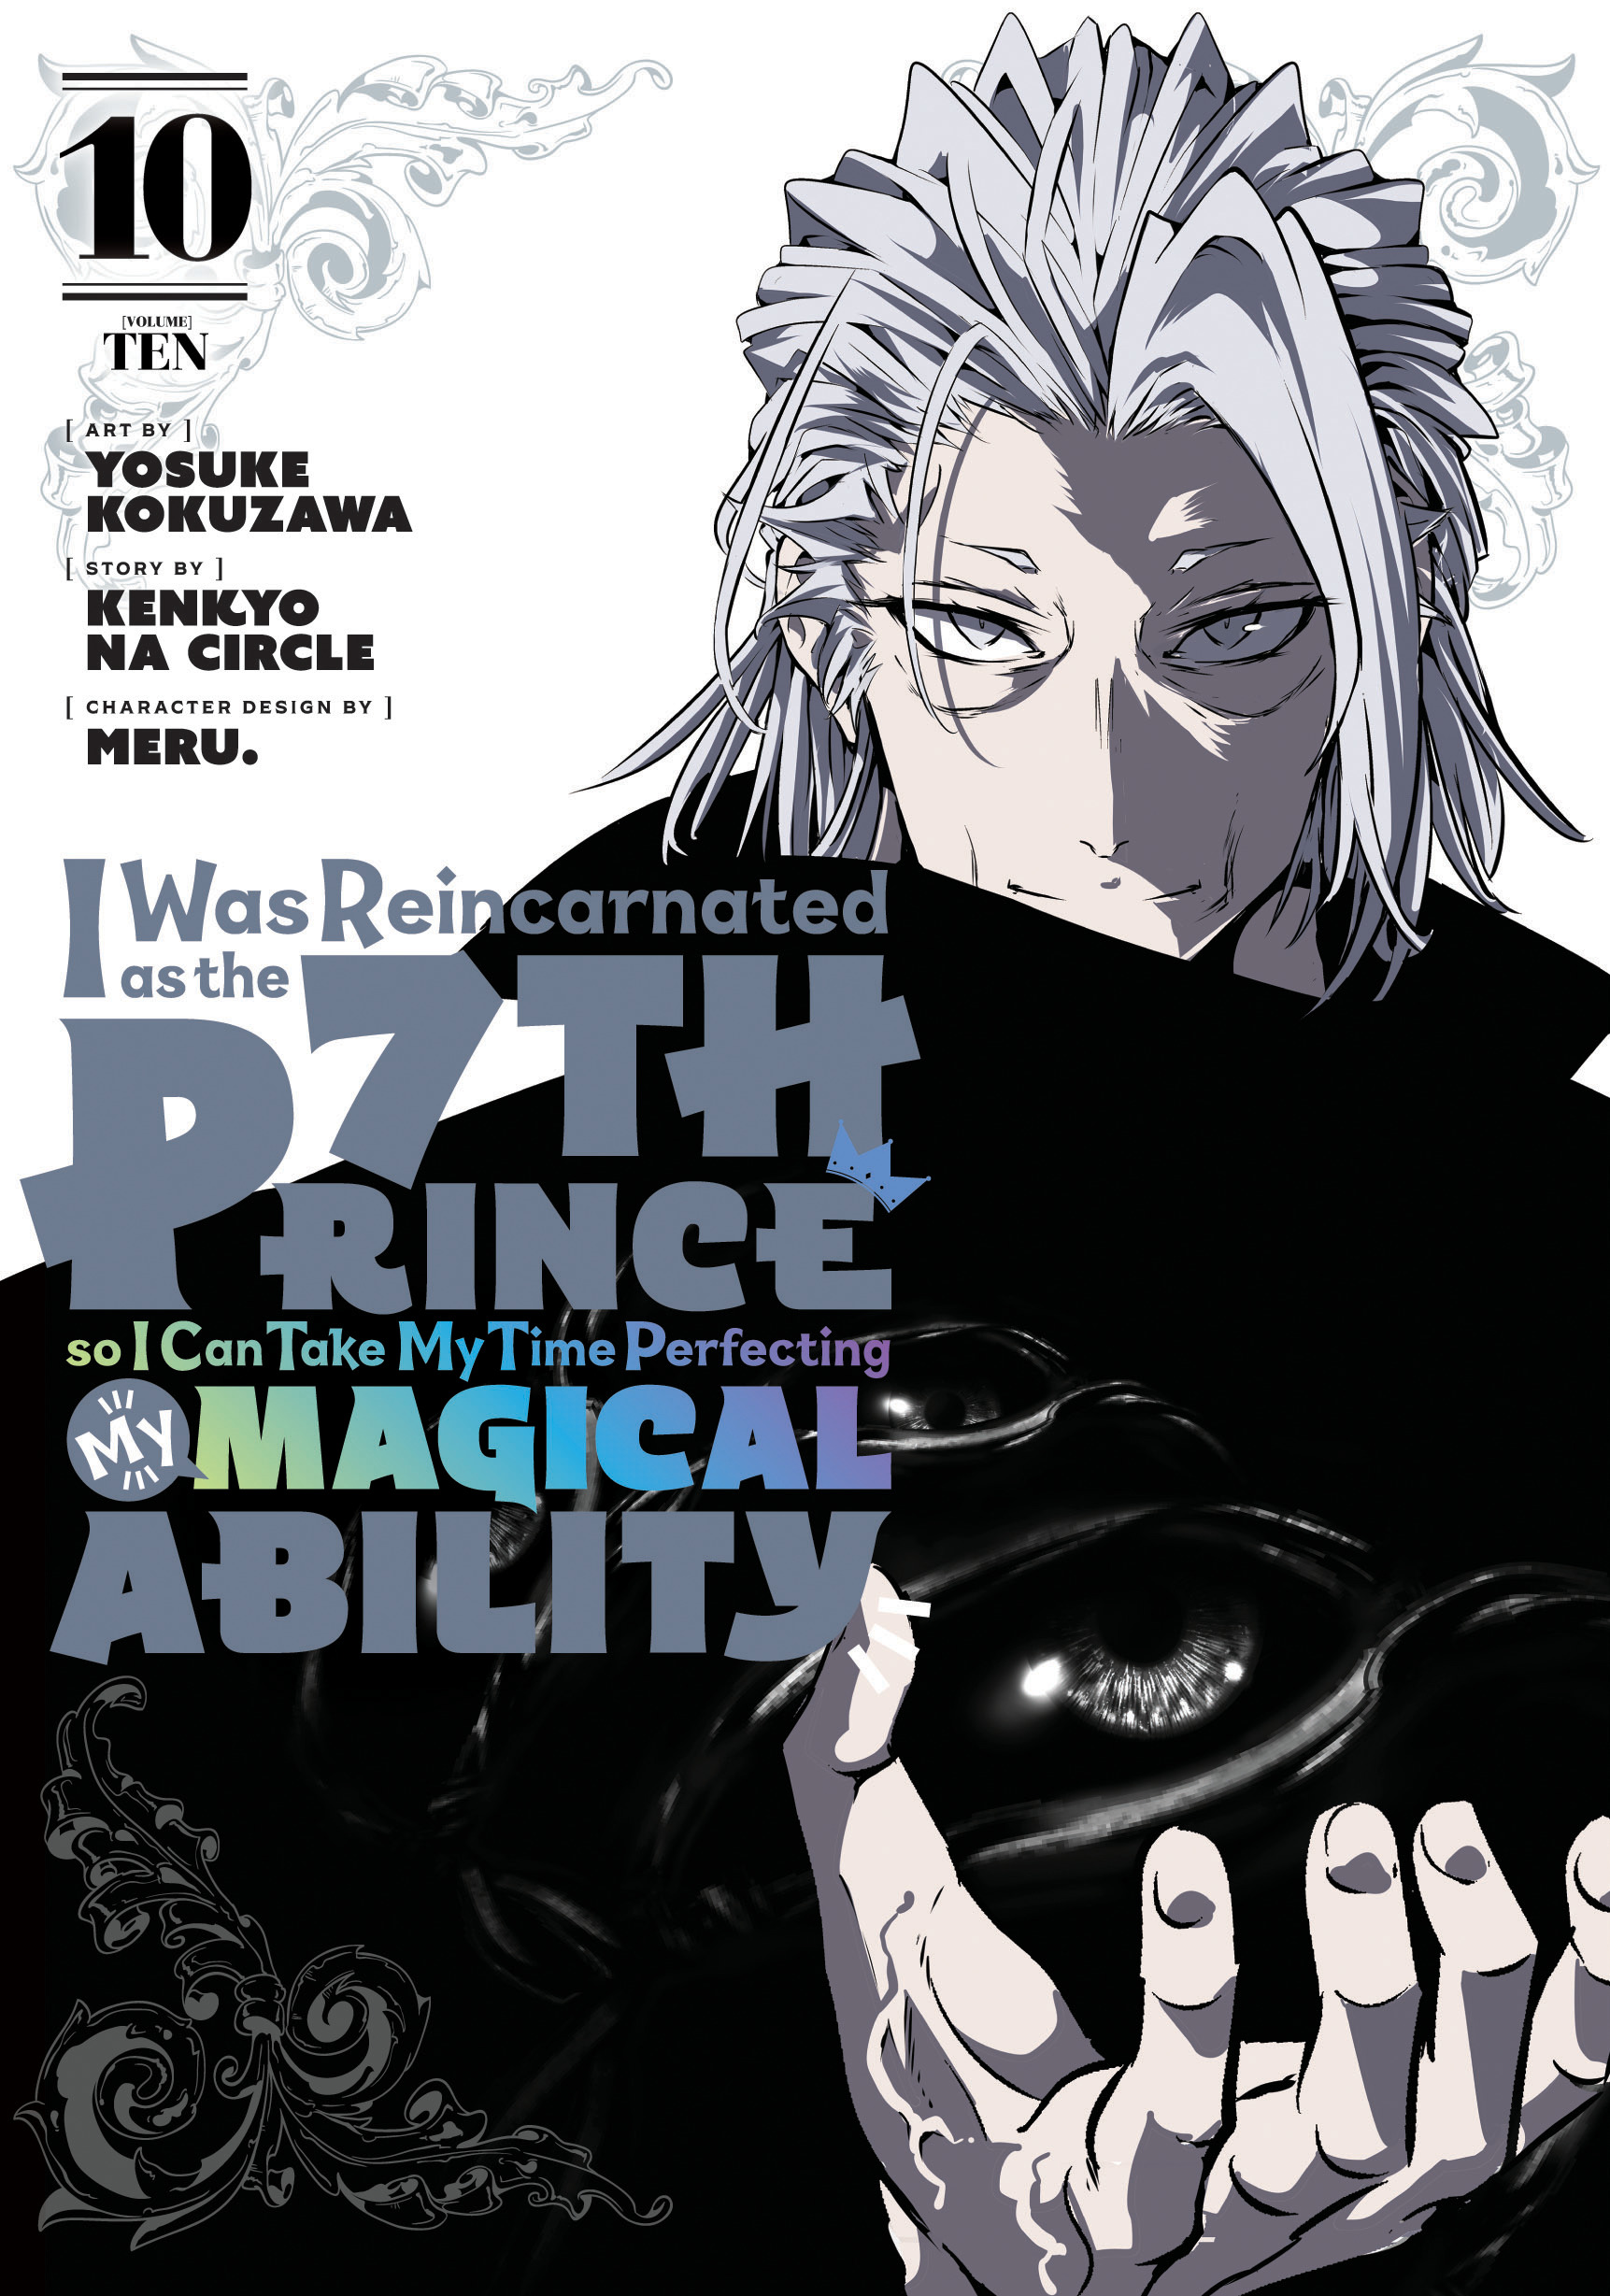 10
[VOLUME]
TEN
[ ART BY ]
YOSUKE
KOKUZAWA
[ STORY BY ]
KENKYO
NA CIRCLE
[ CHARACTER DESIGN BY ]
MERU.
I Was Reincarnated
as the 7TH
PRINCE
so I Can Take My Time Perfecting
My MAGICAL
ABILITY